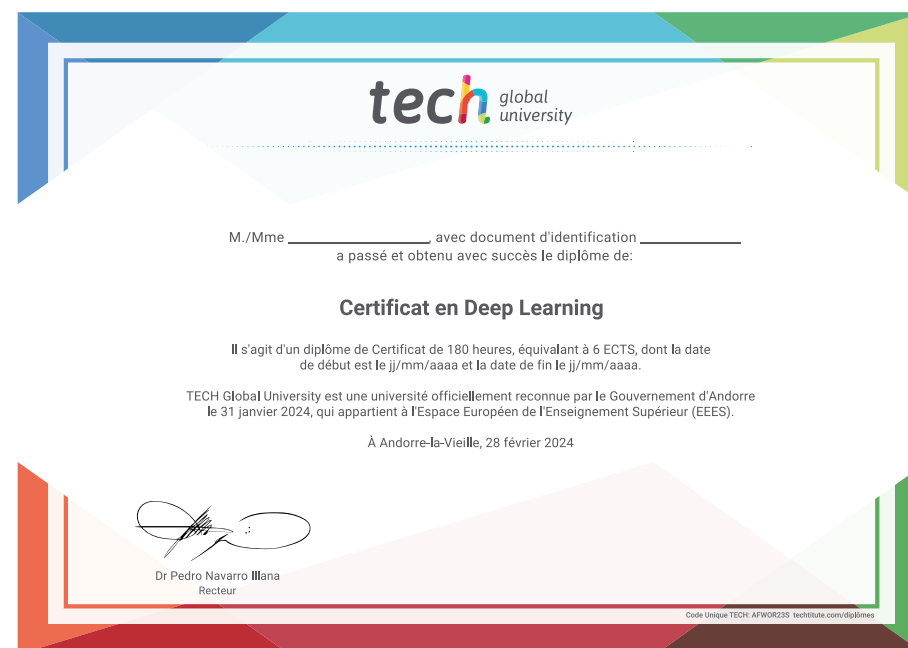 tech global university
M./Mme ____________, avec document d'identification ____________
a passé et obtenu avec succès le diplôme de:
Certificat en Deep Learning
Il s'agit d'un diplôme de Certificat de 180 heures, équivalant à 6 ECTS, dont la date
de début est le jj/mm/aaaa et la date de fin le jj/mm/aaaa.
TECH Global University est une université officiellement reconnue par le Gouvernement d'Andorre
le 31 janvier 2024, qui appartient à l'Espace Européen de l'Enseignement Supérieur (EEES).
À Andorre-la-Vieille, 28 février 2024
Dr Pedro Navarro Illana
Recteur
Code Unique TECH: AFWOR23S techtitute.com/diplômes